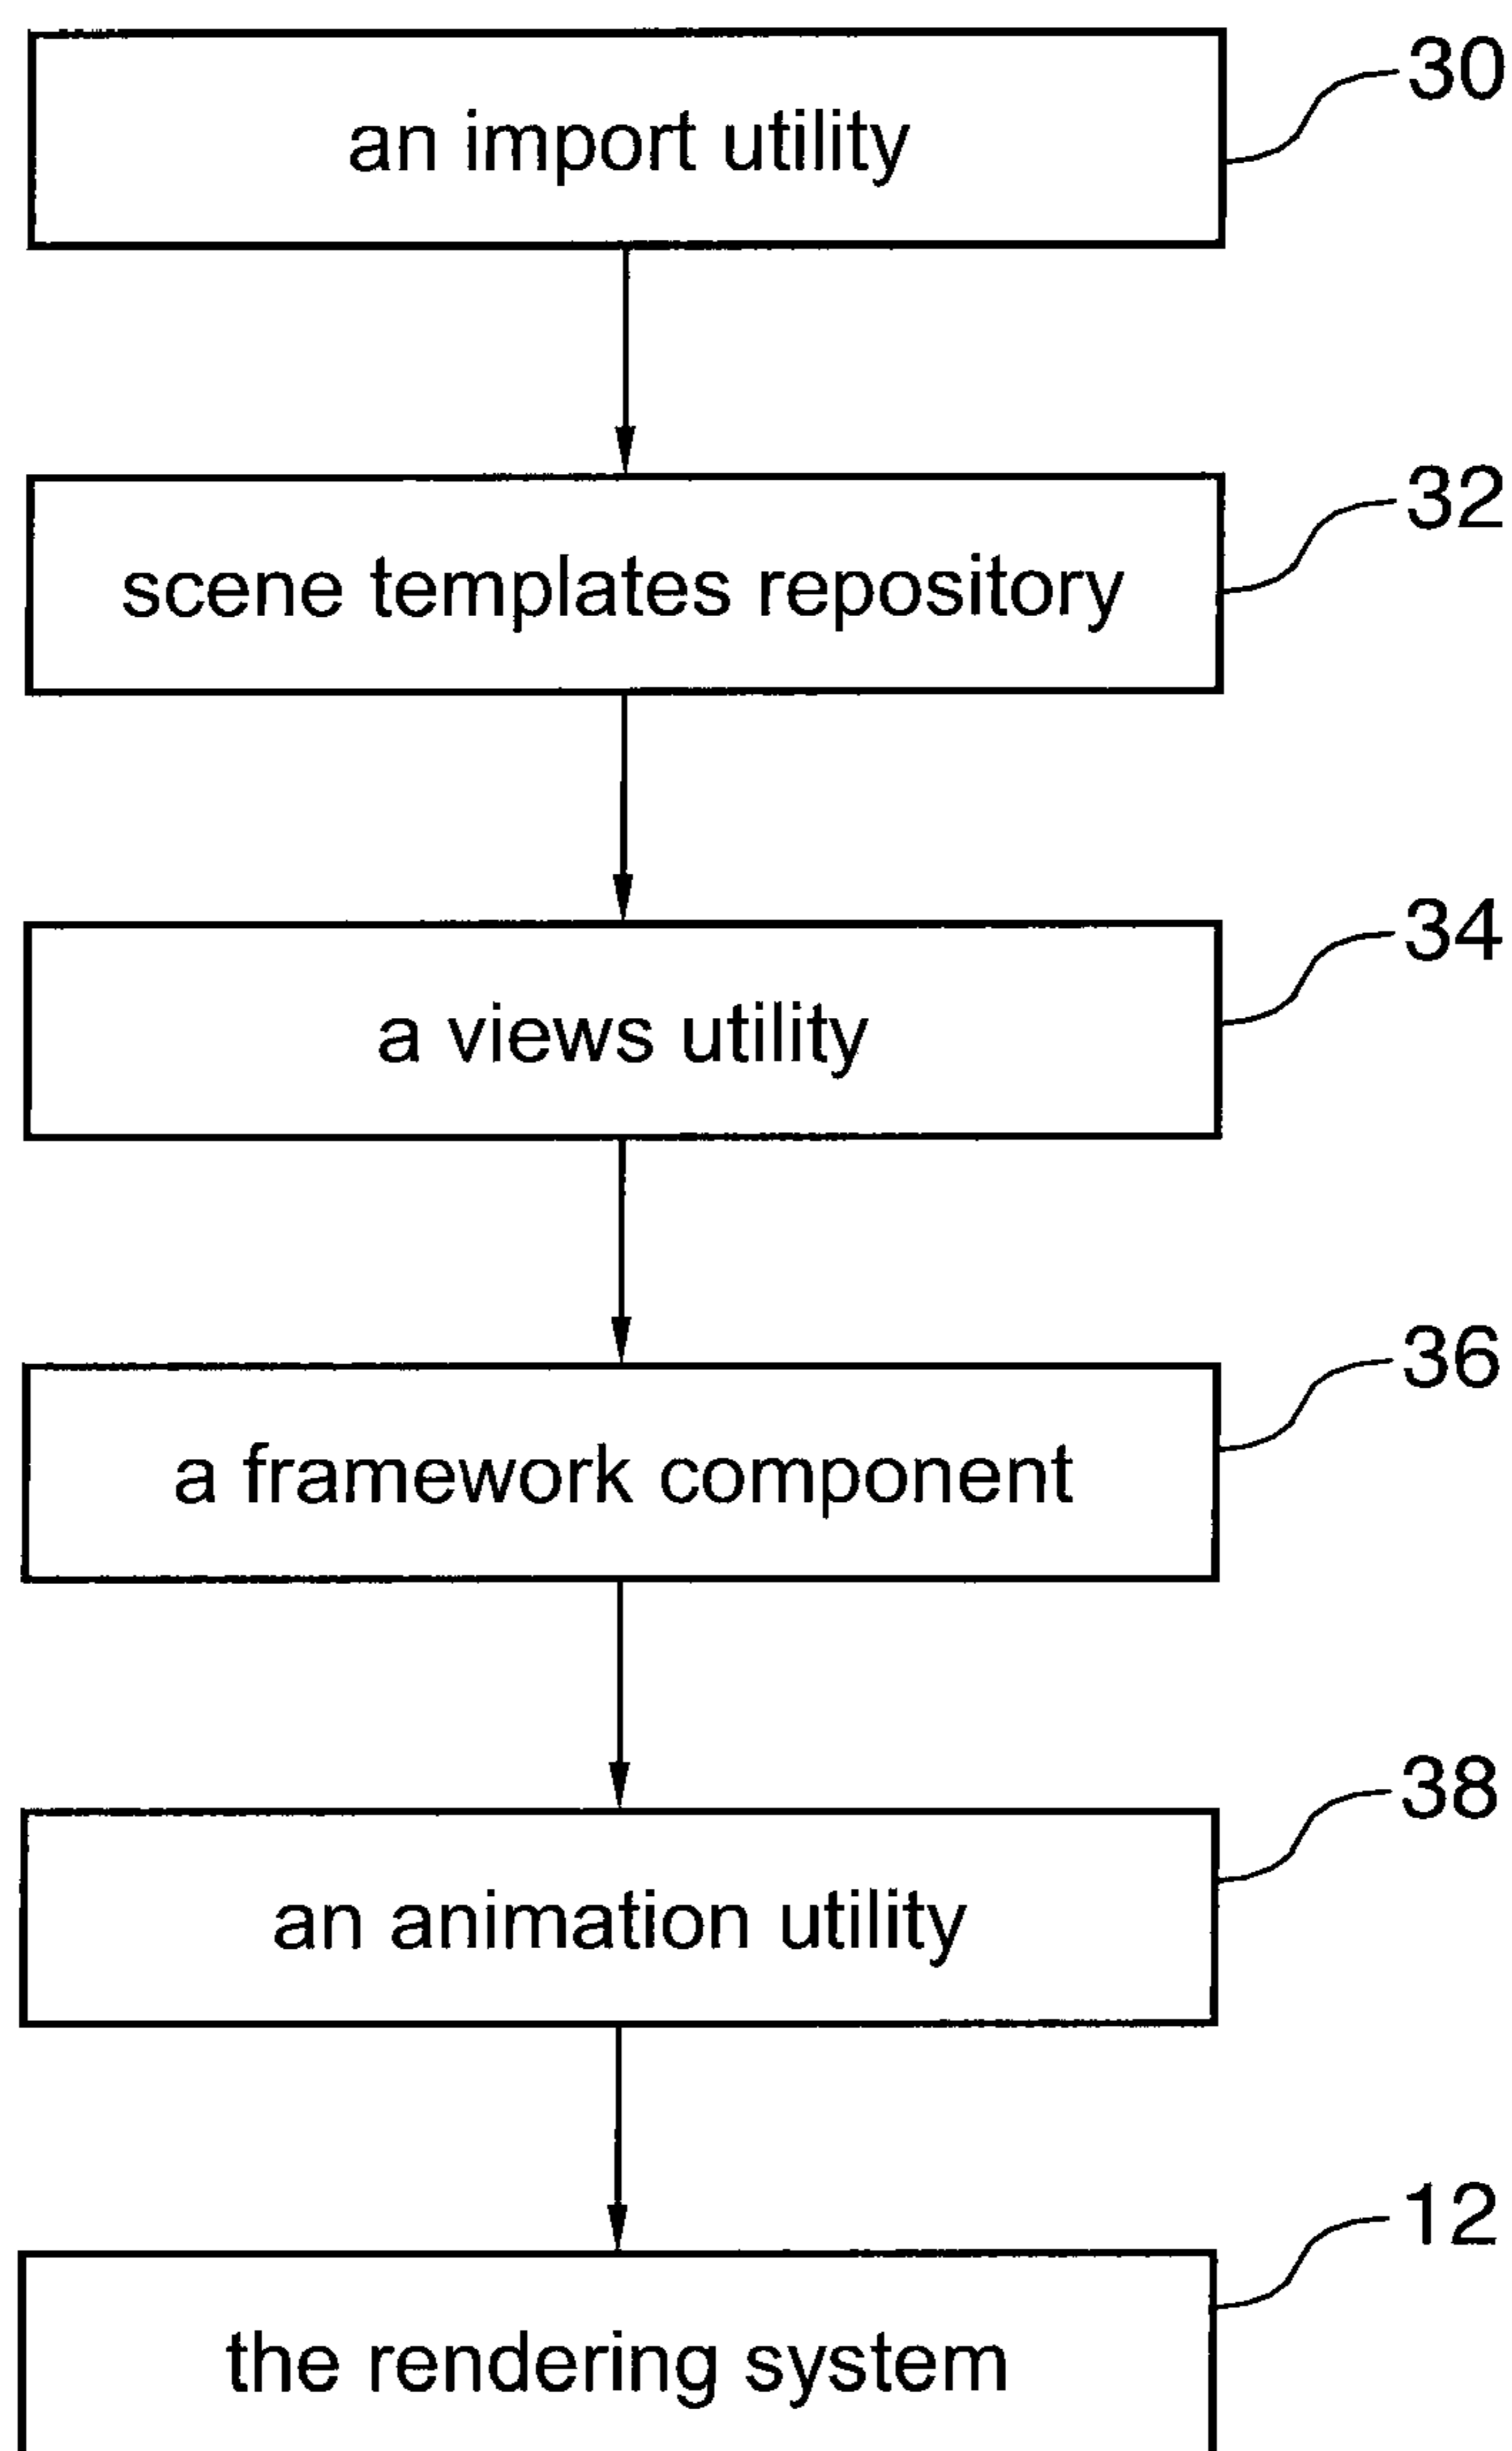 30
an import utility
32
scene templates repository
34
a views utility
36
a framework component
38
an animation utility
12
the rendering system